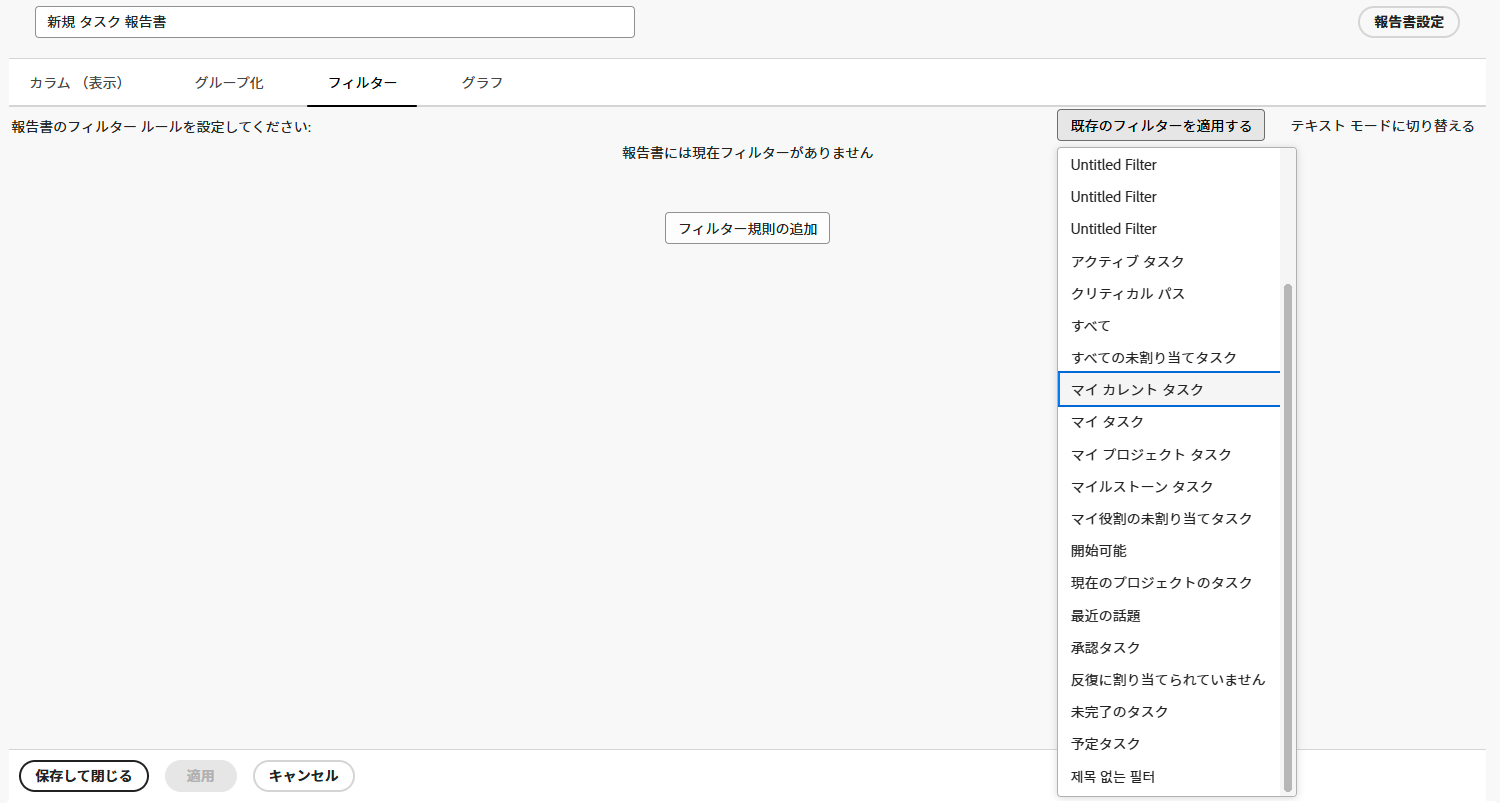 新規 タスク 報告書
報告書設定
カラム （表示）
グループ化
フィルター
グラフ
報告書のフィルター ルールを設定してください:
既存のフィルターを適用する
テキスト モードに切り替える
報告書には現在フィルターがありません
フィルター規則の追加
Untitled Filter
Untitled Filter
Untitled Filter
アクティブ タスク
クリティカル パス
すべて
すべての未割り当てタスク
マイ カレント タスク
マイ タスク
マイ プロジェクト タスク
マイルストーン タスク
マイ役割の未割り当てタスク
開始可能
現在のプロジェクトのタスク
最近の話題
承認タスク
反復に割り当てられていません
未完了のタスク
予定タスク
제목 없는 필터
保存して閉じる
適用
キャンセル